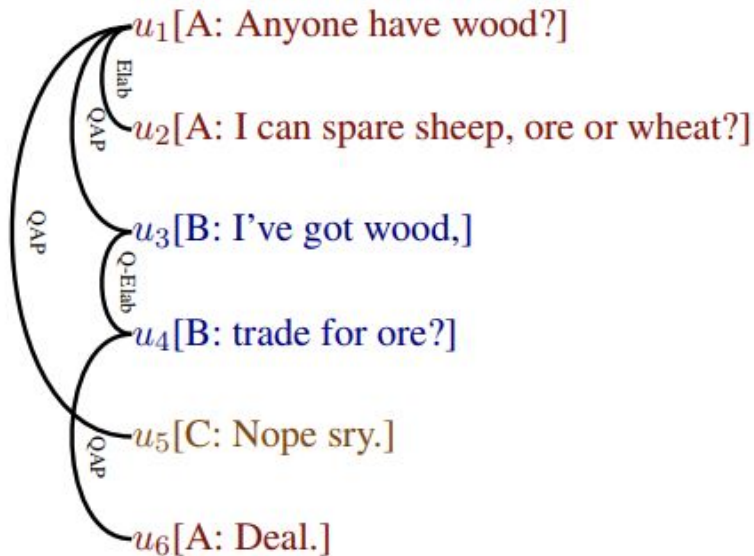 u1[A: Anyone have wood?]
Elab
QAP
u2[A: I can spare sheep, ore or wheat?]
QAP
u3[B: I've got wood,]
Q-Elab
u4[B: trade for ore?]
u5[C: Nope sry.]
QAP
u6[A: Deal.]